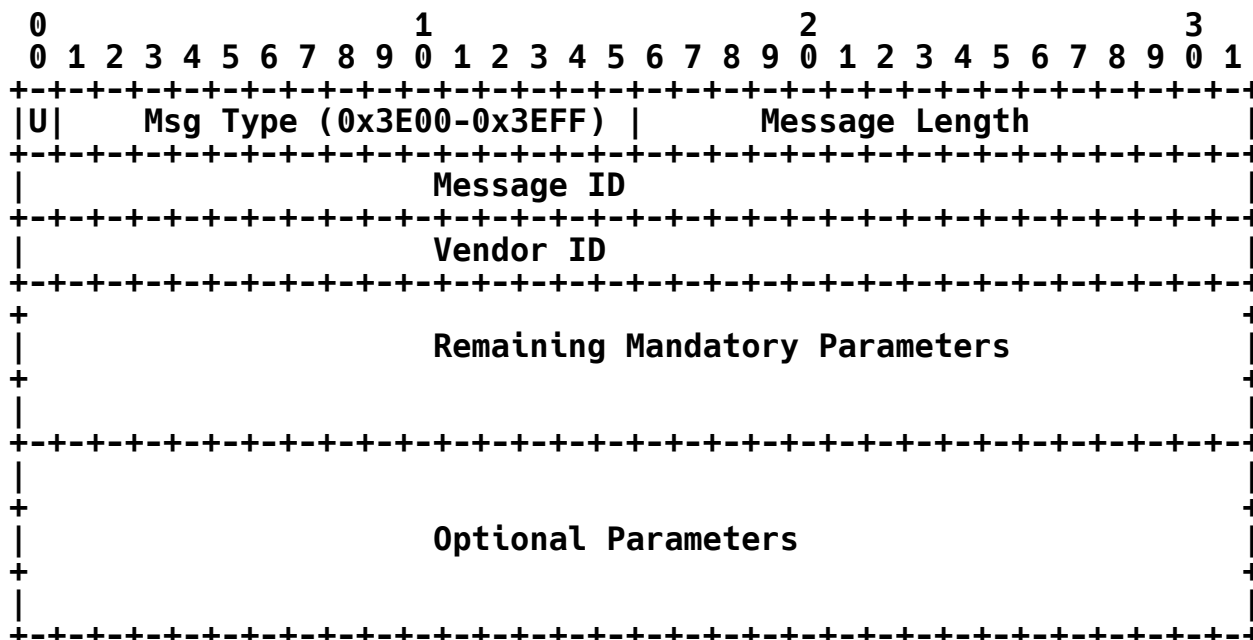 0                   1                   2                   3
 0 1 2 3 4 5 6 7 8 9 0 1 2 3 4 5 6 7 8 9 0 1 2 3 4 5 6 7 8 9 0 1
+-+-+-+-+-+-+-+-+-+-+-+-+-+-+-+-+-+-+-+-+-+-+-+-+-+-+-+-+-+-+-+-+
|U|    Msg Type (0x3E00-0x3EFF) |      Message Length           |
+-+-+-+-+-+-+-+-+-+-+-+-+-+-+-+-+-+-+-+-+-+-+-+-+-+-+-+-+-+-+-+-+
|                     Message ID                                |
+-+-+-+-+-+-+-+-+-+-+-+-+-+-+-+-+-+-+-+-+-+-+-+-+-+-+-+-+-+-+-+-+
|                     Vendor ID                                 |
+-+-+-+-+-+-+-+-+-+-+-+-+-+-+-+-+-+-+-+-+-+-+-+-+-+-+-+-+-+-+-+-+
+                                                               +
|                     Remaining Mandatory Parameters            |
+                                                               +
|                                                               |
+-+-+-+-+-+-+-+-+-+-+-+-+-+-+-+-+-+-+-+-+-+-+-+-+-+-+-+-+-+-+-+-+
|                                                               |
+                                                               +
|                     Optional Parameters                       |
+                                                               +
|                                                               |
+-+-+-+-+-+-+-+-+-+-+-+-+-+-+-+-+-+-+-+-+-+-+-+-+-+-+-+-+-+-+-+-+